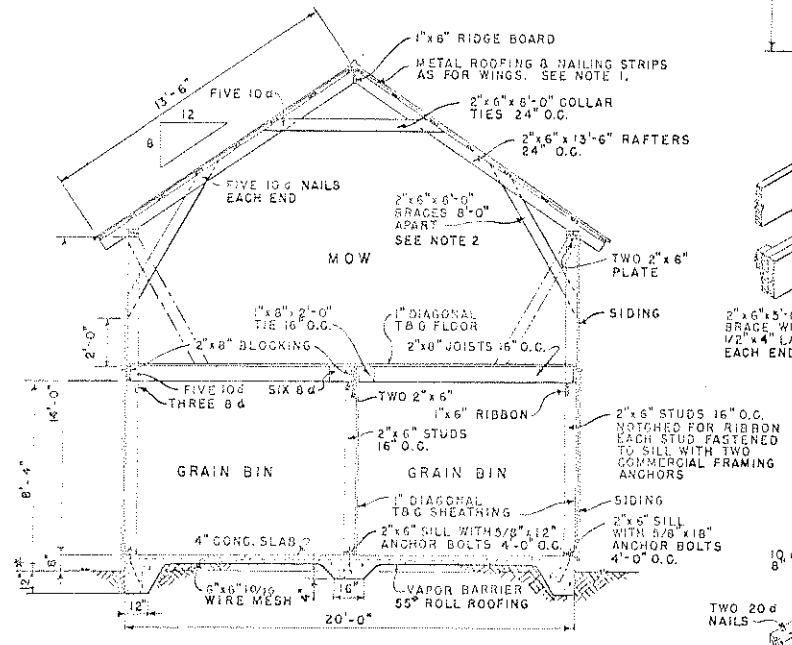 1"x6" RIDGE BOARD
METAL ROOFING & NAILING STRIPS
AS FOR WINGS. SEE NOTE 1.
13'-6"
FIVE 10d
12
8
2"x6"x8'-0" COLLAR
TIES 24" O.C.
2"x6"x13'-6" RAFTERS
24" O.C.
FIVE 10d NAILS
EACH END
2"x6"x6'-0"
BRACES 8'-0"
APART
SEE NOTE 2
MOW
TWO 2"x6"
PLATE
SIDING
1"x8"x2'-0"
TIE 16" O.C.
1" DIAGONAL
T&G FLOOR
2'-0"
2"x8" BLOCKING
2"x8" JOISTS 16" O.C.
2"x6"x3'-
BRACE W
1/2"x4" LA
EACH END
FIVE 10d
SIX 8d
THREE 8d
TWO 2"x6"
1"x6" RIBBON
14'-0"
2"x6" STUDS
16" O.C.
2"x6" STUDS 16" O.C.
NOTCHED FOR RIBBON
EACH STUD FASTENED
TO SILL WITH TWO
COMMERCIAL FRAMING
ANCHORS
8'-4"
GRAIN BIN
GRAIN BIN
1" DIAGONAL
T&G SHEATHING
SIDING
4" CONC. SLAB
2"x6" SILL WITH 5/8"x12"
ANCHOR BOLTS 4'-0" O.C.
2"x6" SILL
WITH 5/8"x18"
ANCHOR BOLTS
4'-0" O.C.
8"
12"
6"x6" 10/10
WIRE MESH
4"
16"
VAPOR BARRIER
55# ROLL ROOFING
12"
20'-0"
10
8"
TWO 20d
NAILS